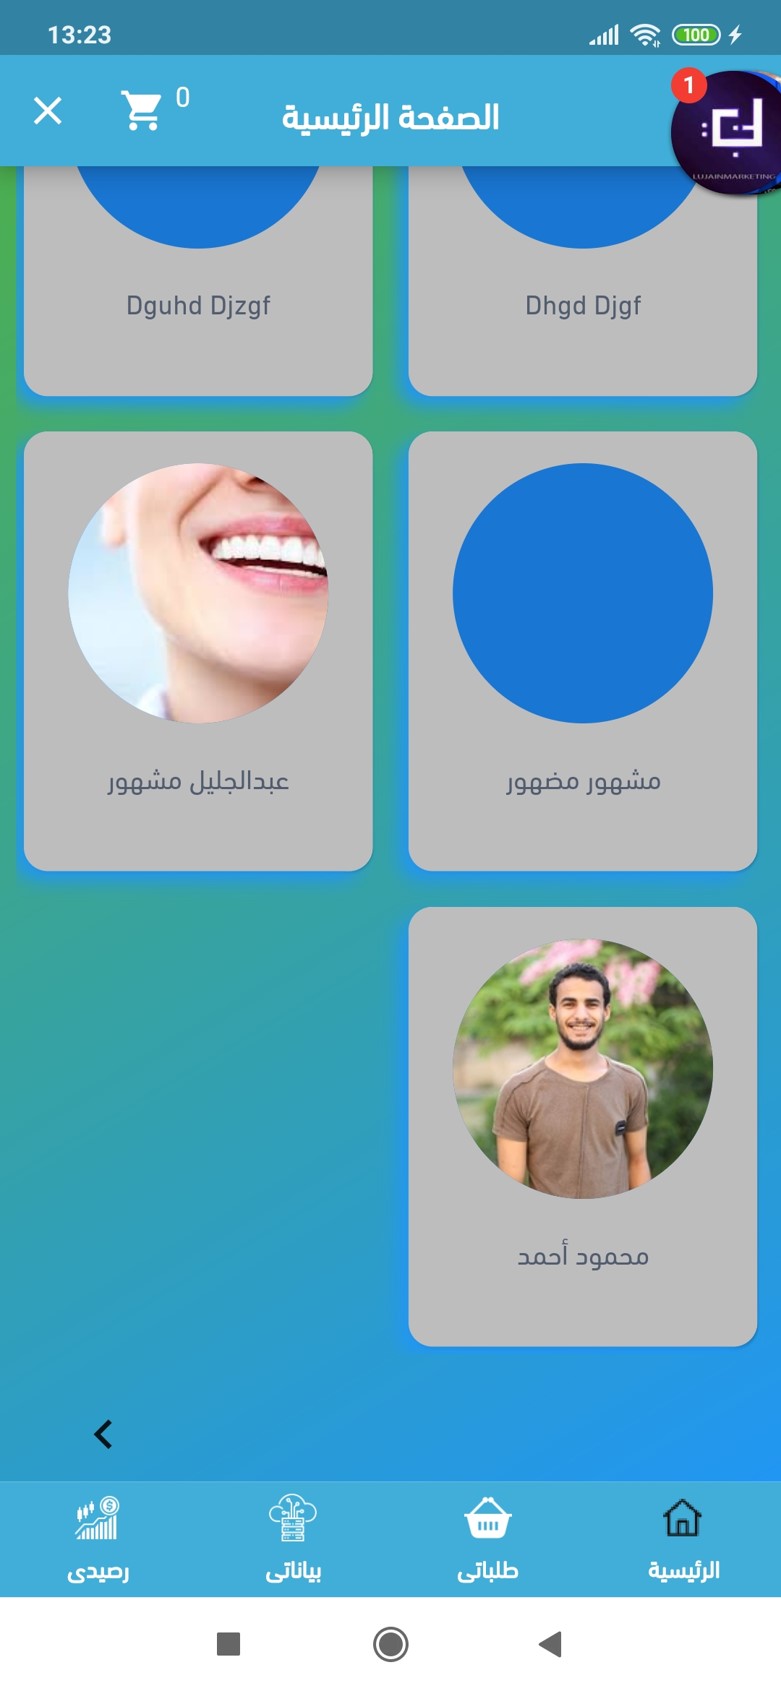 13:23
100
0
الصفحة الرئيسية
1
LUJAINMARKETING
Dhgd Djgf
Dguhd Djzgf
مشهور مضهور
عبدالجليل مشهور
محمود أحمد
الرئيسية
طلباتى
بياناتى
رصيدى